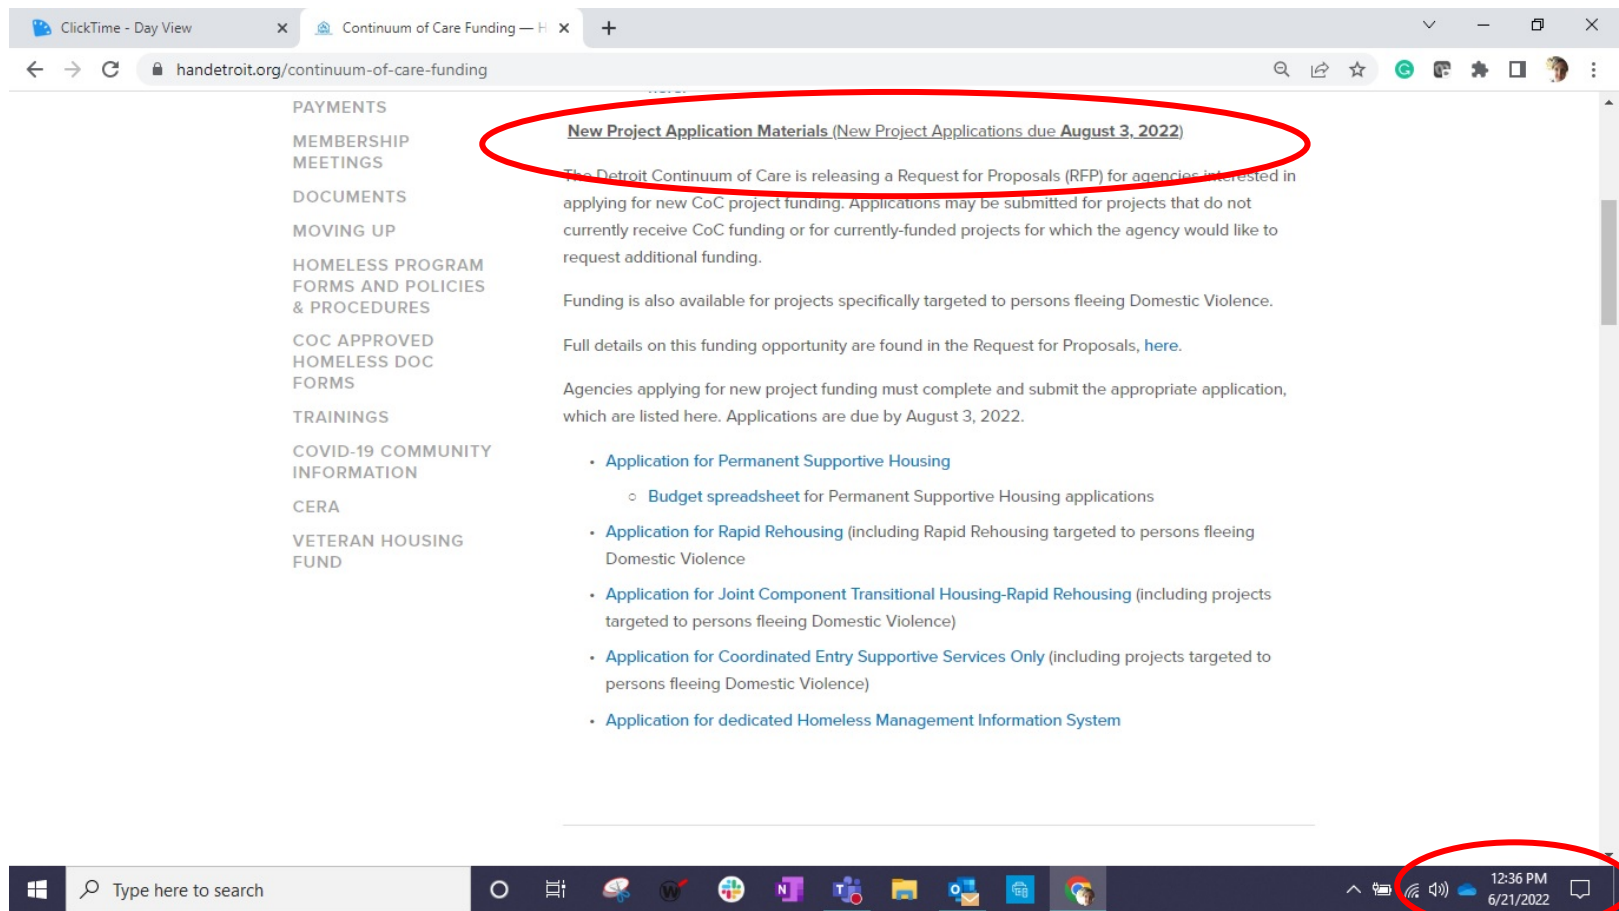 ClickTime - Day View
Continuum of Care Funding — H
handetroit.org/continuum-of-care-funding
PAYMENTS
MEMBERSHIP
MEETINGS
DOCUMENTS
MOVING UP
HOMELESS PROGRAM
FORMS AND POLICIES
& PROCEDURES
COC APPROVED
HOMELESS DOC
FORMS
TRAININGS
COVID-19 COMMUNITY
INFORMATION
CERA
VETERAN HOUSING
FUND
New Project Application Materials (New Project Applications due August 3, 2022)
The Detroit Continuum of Care is releasing a Request for Proposals (RFP) for agencies interested in
applying for new CoC project funding. Applications may be submitted for projects that do not
currently receive CoC funding or for currently-funded projects for which the agency would like to
request additional funding.
Funding is also available for projects specifically targeted to persons fleeing Domestic Violence.
Full details on this funding opportunity are found in the Request for Proposals, here.
Agencies applying for new project funding must complete and submit the appropriate application,
which are listed here. Applications are due by August 3, 2022.
• Application for Permanent Supportive Housing
○ Budget spreadsheet for Permanent Supportive Housing applications
• Application for Rapid Rehousing (including Rapid Rehousing targeted to persons fleeing
Domestic Violence
• Application for Joint Component Transitional Housing-Rapid Rehousing (including projects
targeted to persons fleeing Domestic Violence)
• Application for Coordinated Entry Supportive Services Only (including projects targeted to
persons fleeing Domestic Violence)
• Application for dedicated Homeless Management Information System
Type here to search
12:36 PM
6/21/2022